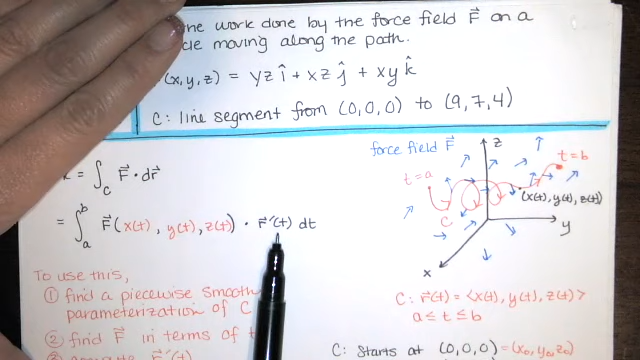 the work done by the force field F⃗ on a
cle moving along the path.
(x,y,z) = yz î + xz ĵ + xy k̂
C: line segment from (0,0,0) to (9,7,4)
k = ∫_C F⃗ · dr⃗
= ∫_a^b F⃗(x(t), y(t), z(t)) · r⃗′(t) dt
To use this,
① find a piecewise smooth
parameterization of C
② find F⃗ in terms of t
force field F⃗
t=a
t=b
C
z
y
x
(x(t), y(t), z(t))
C: r⃗(t) = <x(t), y(t), z(t)>
a ≤ t ≤ b
C: starts at (0,0,0) = (x₀, y₀, z₀)